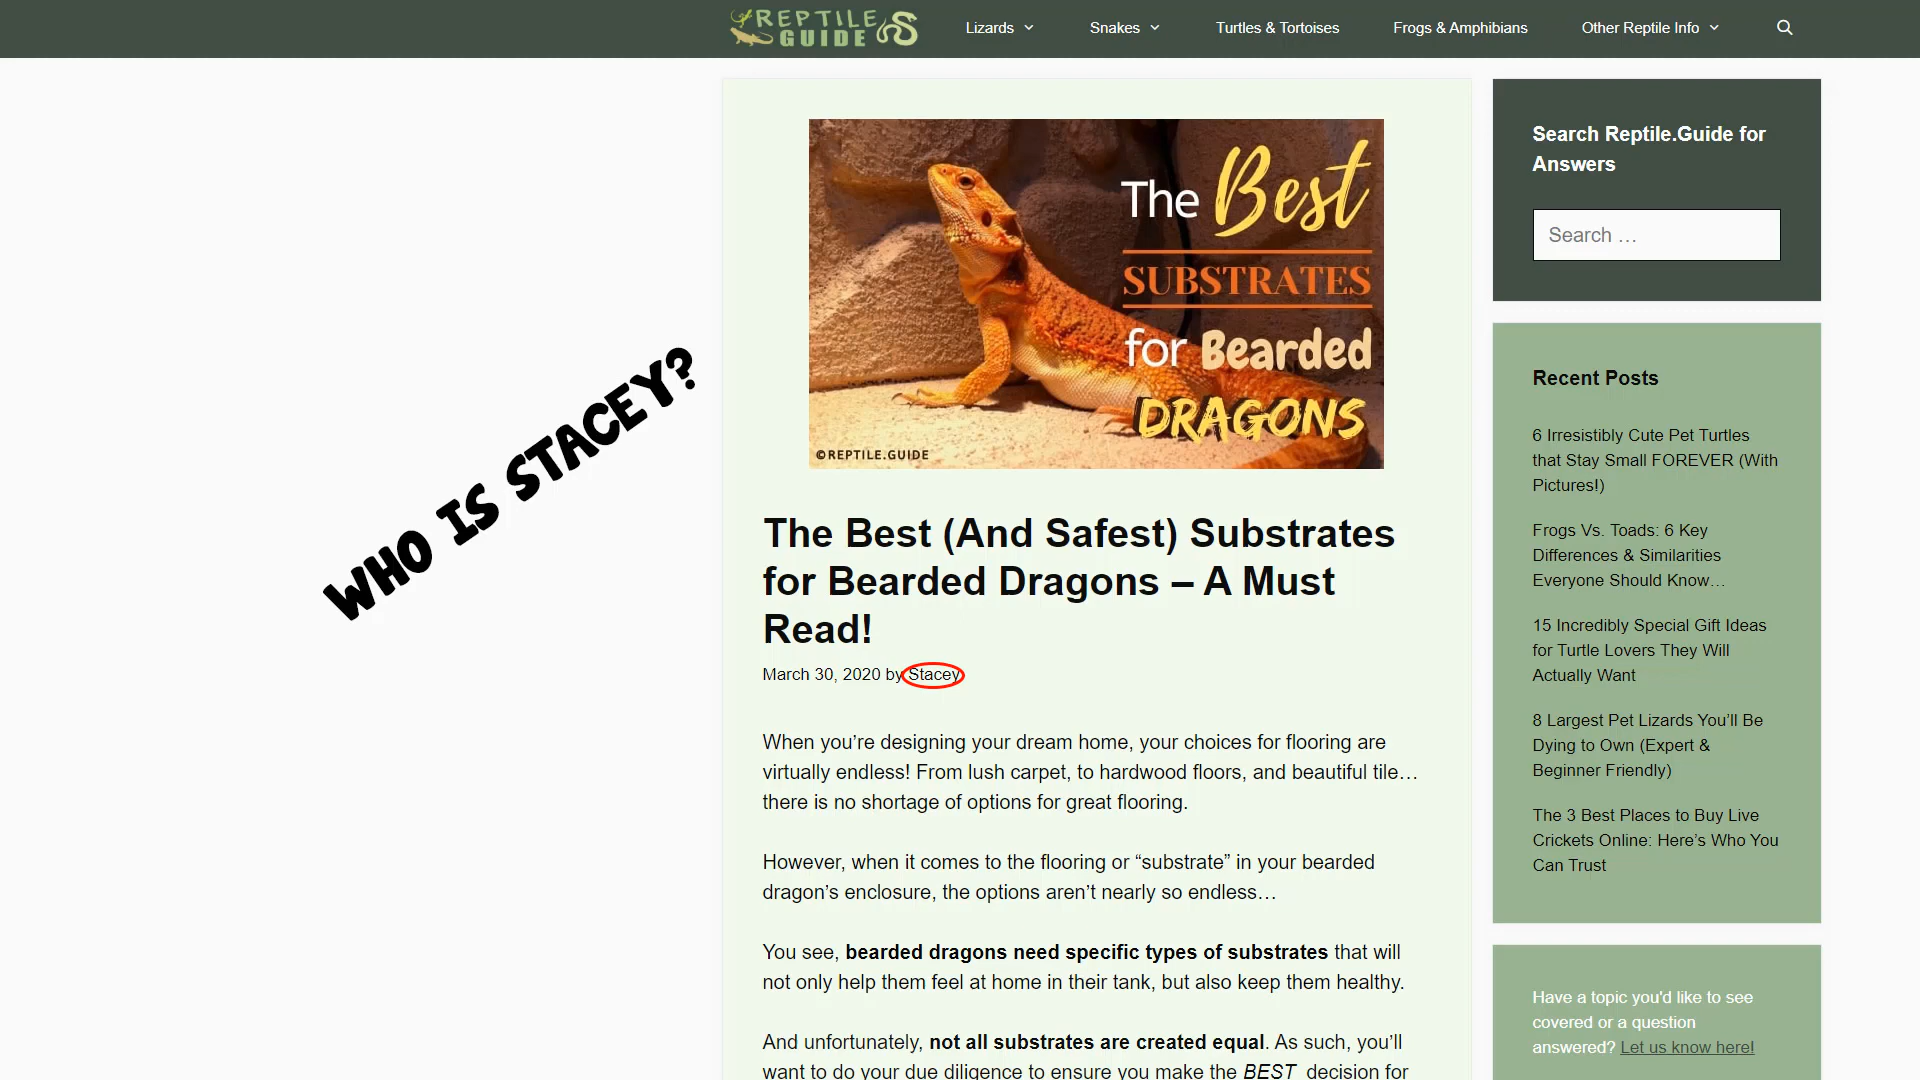 REPTILE
GUIDE
Lizards
Snakes
Turtles & Tortoises
Frogs & Amphibians
Other Reptile Info
The Best
SUBSTRATES
for Bearded
DRAGONS
©REPTILE.GUIDE
WHO IS STACEY?
The Best (And Safest) Substrates
for Bearded Dragons – A Must
Read!
March 30, 2020 by Stacey
When you’re designing your dream home, your choices for flooring are
virtually endless! From lush carpet, to hardwood floors, and beautiful tile…
there is no shortage of options for great flooring.
However, when it comes to the flooring or “substrate” in your bearded
dragon’s enclosure, the options aren’t nearly so endless…
You see, bearded dragons need specific types of substrates that will
not only help them feel at home in their tank, but also keep them healthy.
And unfortunately, not all substrates are created equal. As such, you’ll
want to do your due diligence to ensure you make the BEST decision for
Search Reptile.Guide for
Answers
Search …
Recent Posts
6 Irresistibly Cute Pet Turtles
that Stay Small FOREVER (With
Pictures!)
Frogs Vs. Toads: 6 Key
Differences & Similarities
Everyone Should Know…
15 Incredibly Special Gift Ideas
for Turtle Lovers They Will
Actually Want
8 Largest Pet Lizards You’ll Be
Dying to Own (Expert &
Beginner Friendly)
The 3 Best Places to Buy Live
Crickets Online: Here’s Who You
Can Trust
Have a topic you'd like to see
covered or a question
answered? Let us know here!